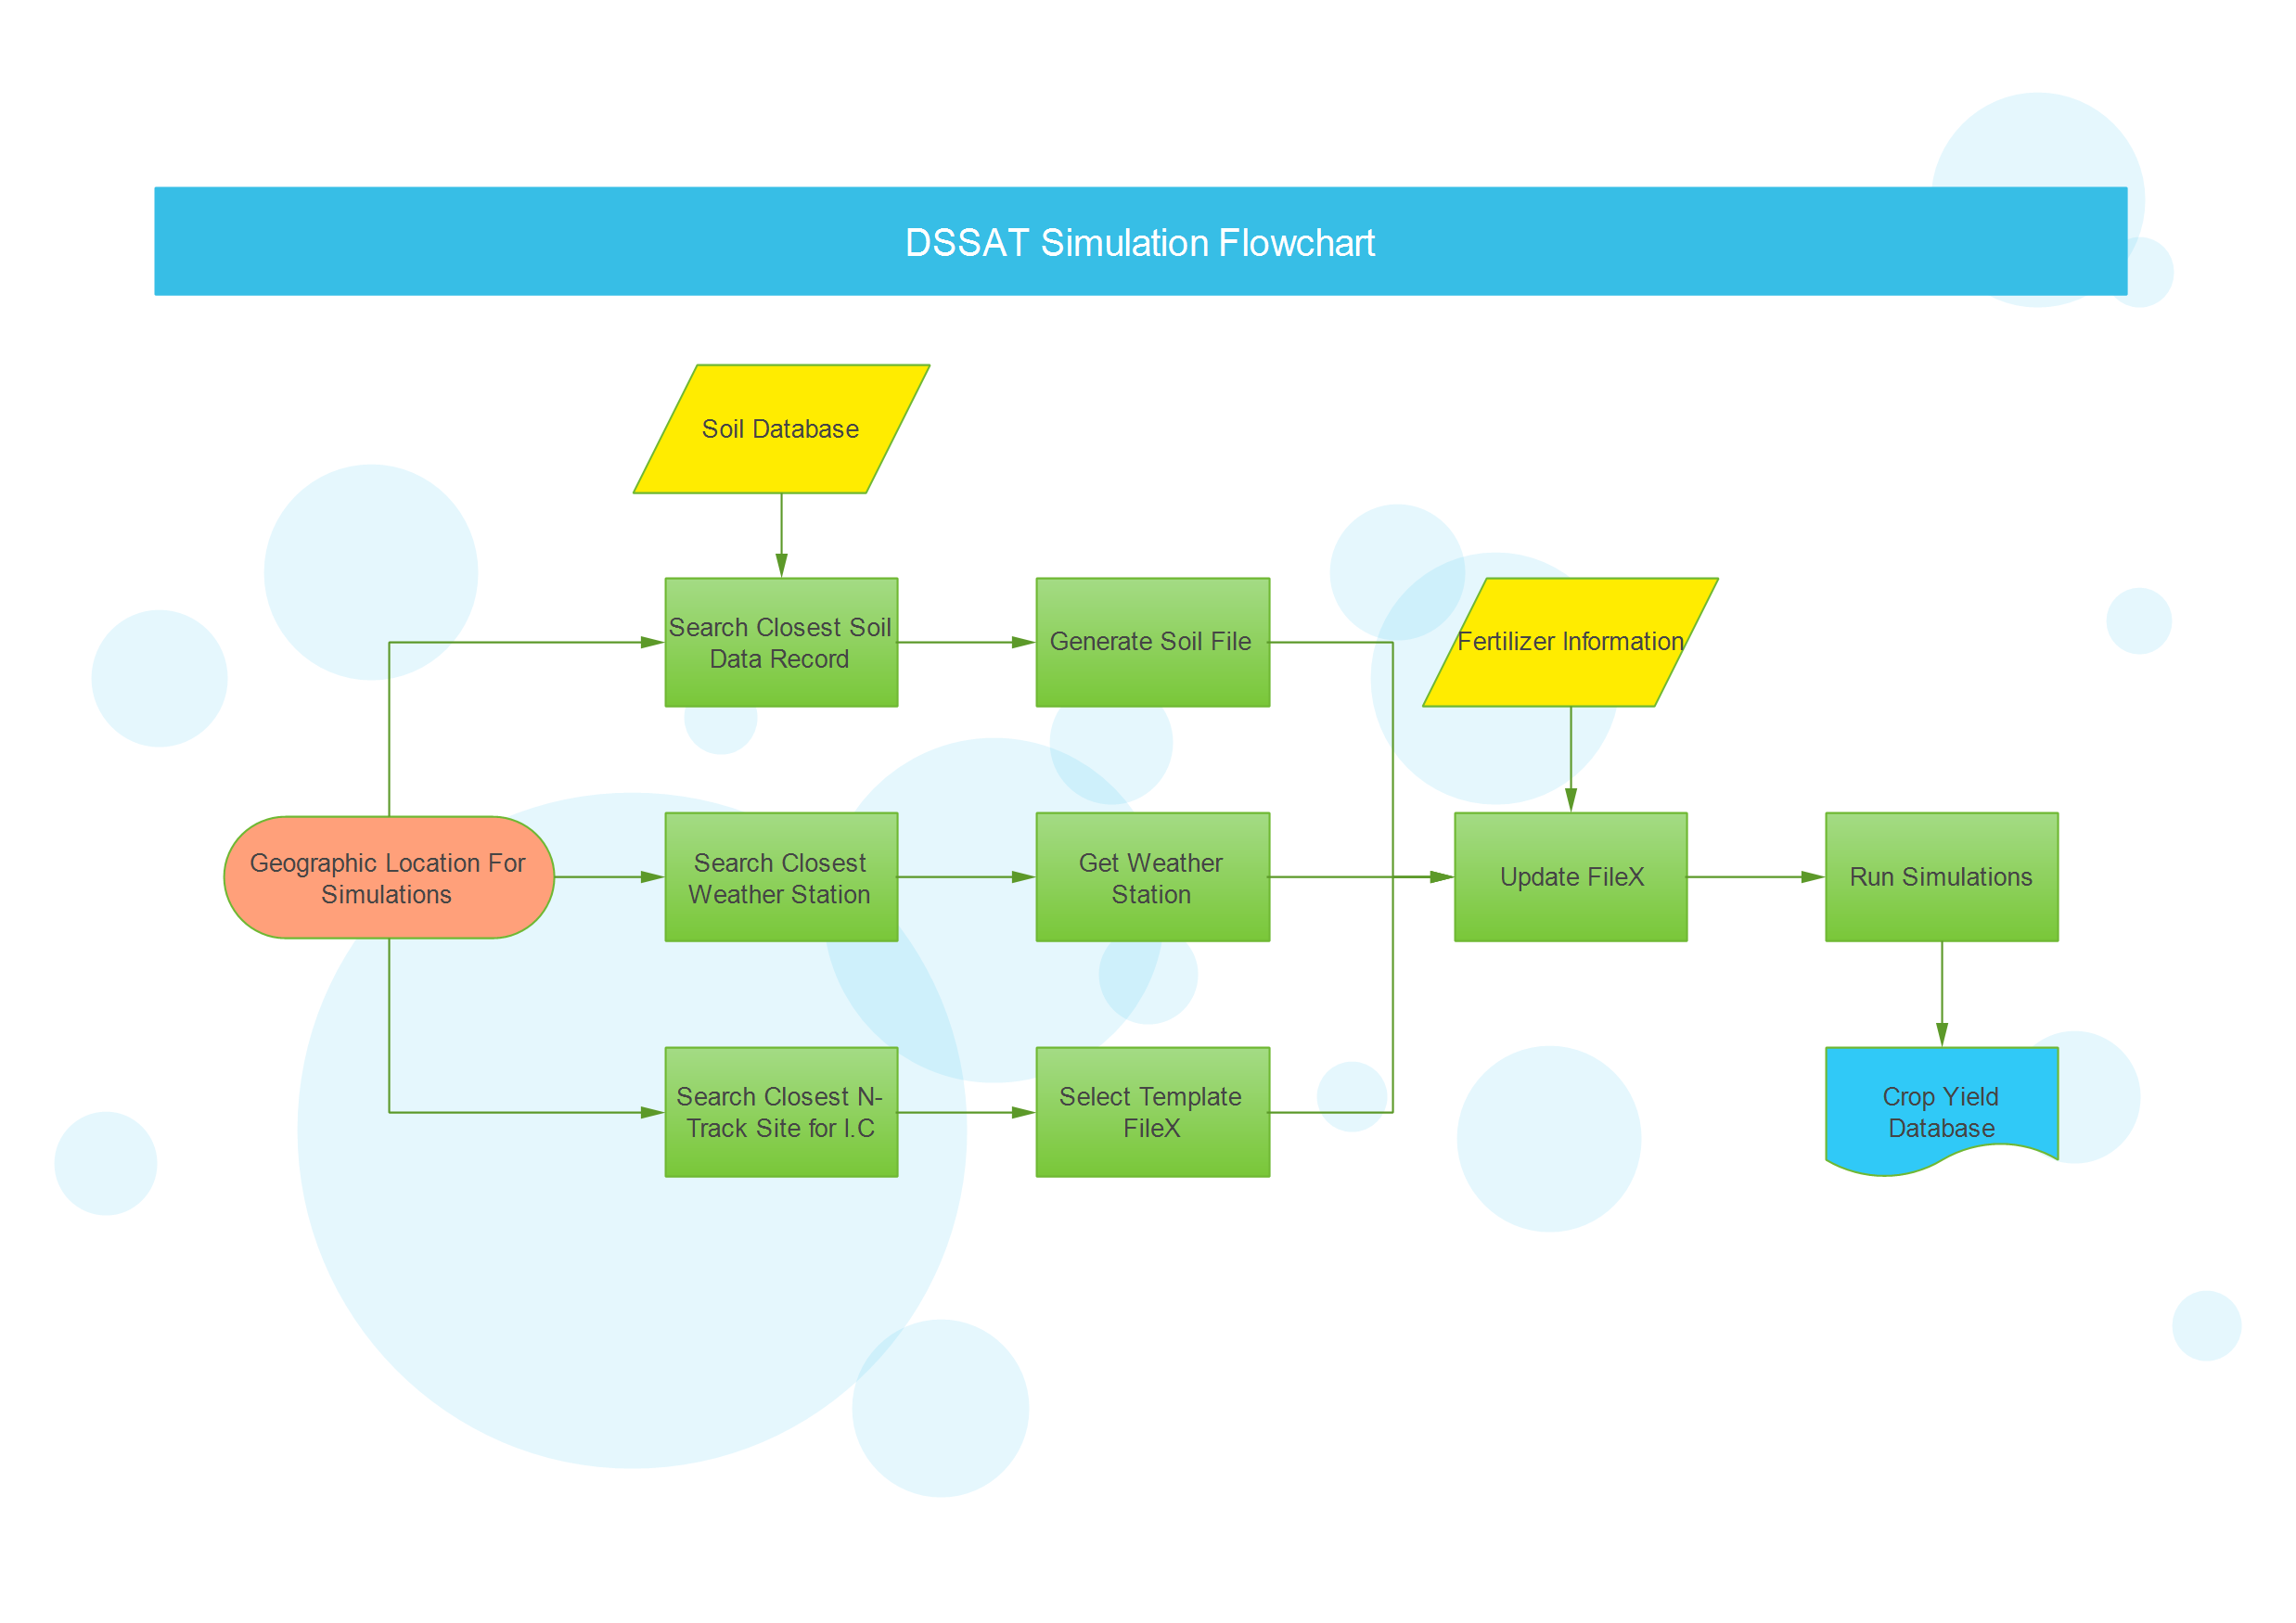 DSSAT Simulation Flowchart
Soil Database
Search Closest Soil
Data Record
Generate Soil File
Fertilizer Information
Geographic Location For
Simulations
Search Closest
Weather Station
Get Weather
Station
Update FileX
Run Simulations
Search Closest N-
Track Site for I.C
Select Template
FileX
Crop Yield
Database